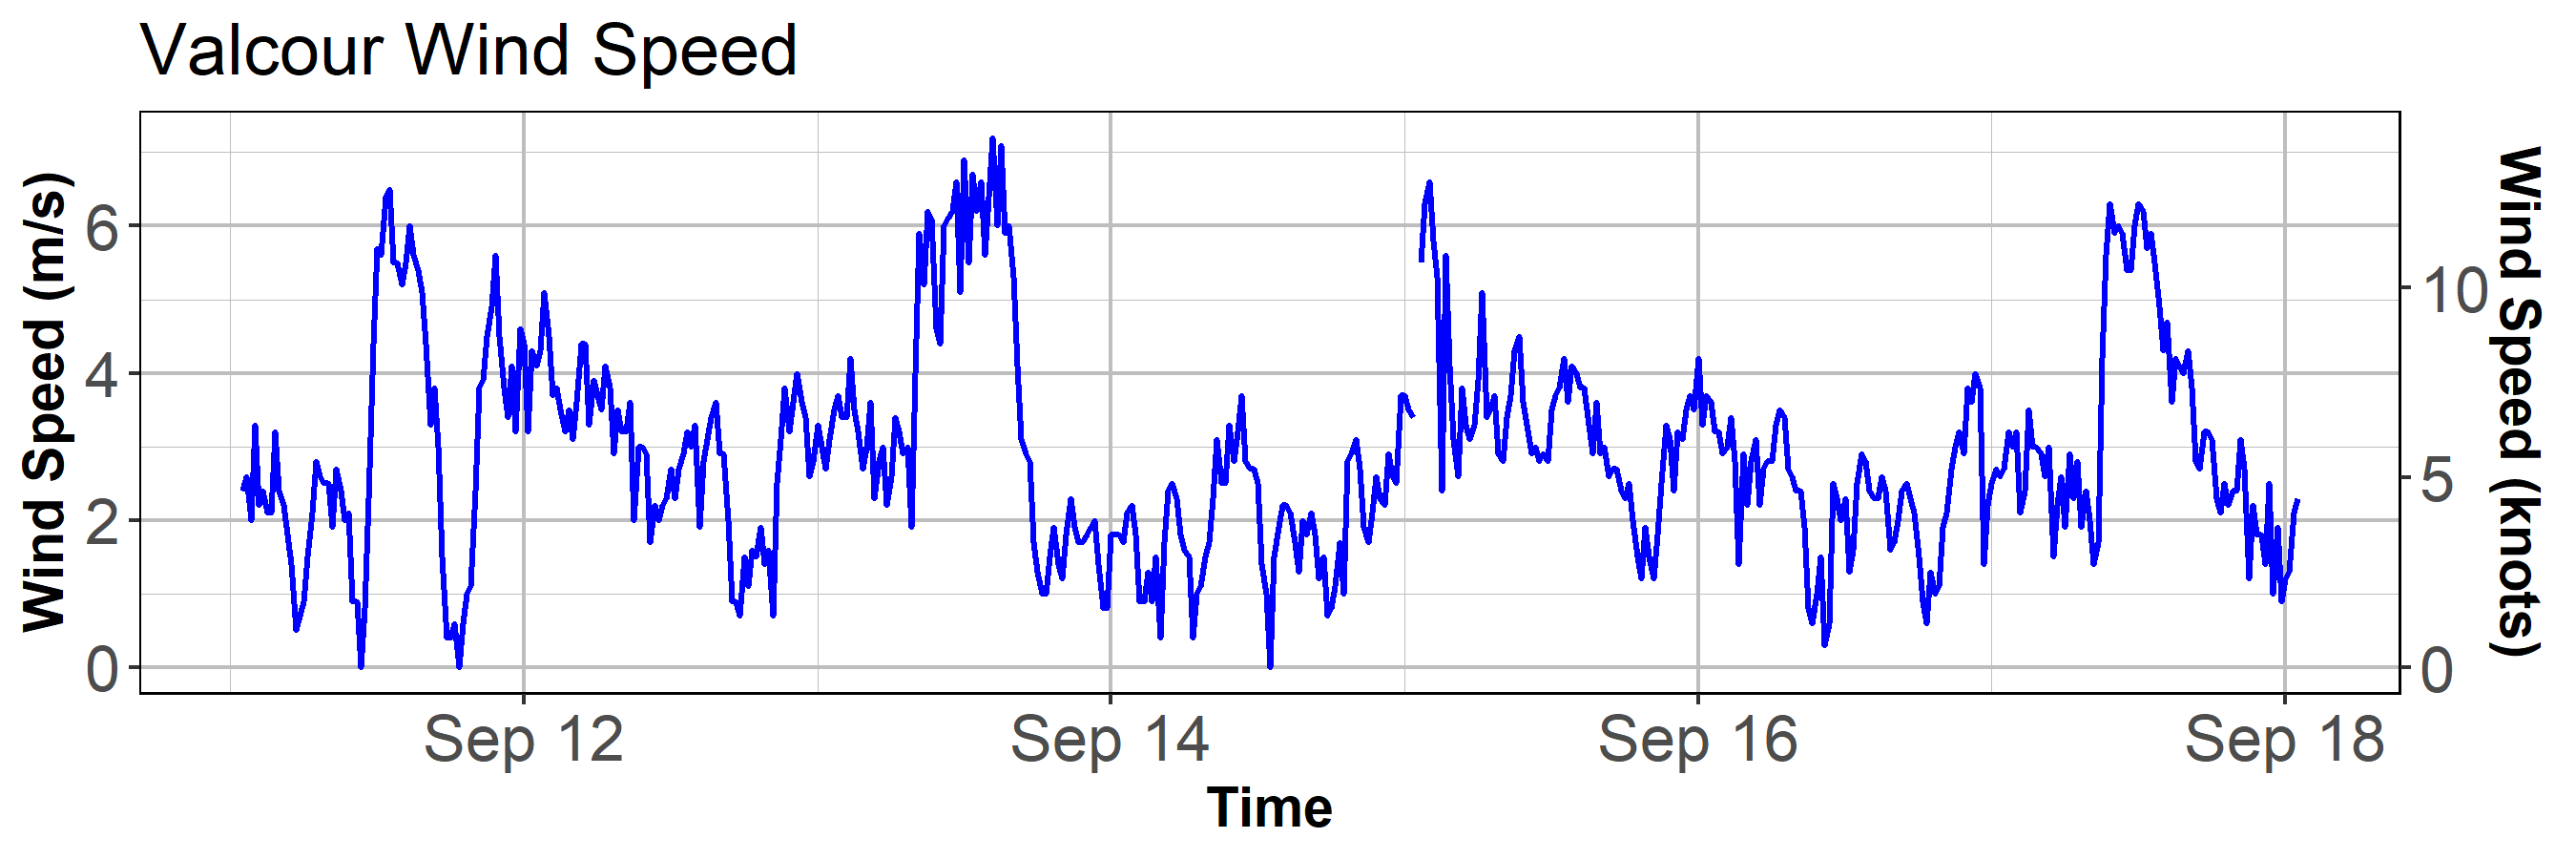 Valcour Wind Speed
Wind Speed (m/s)
6
4
2
0
Wind Speed (knots)
10
5
0
Sep 12
Sep 14
Sep 16
Sep 18
Time